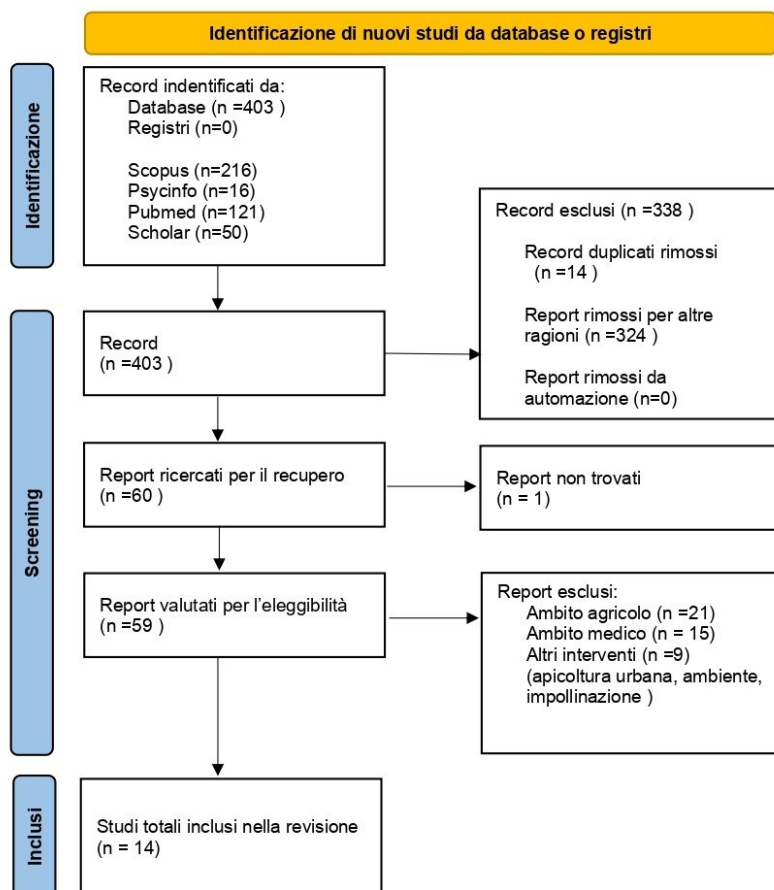 Identificazione di nuovi studi da database o registri
Identificazione
Record indentificati da:
Database (n =403 )
Registri (n=0)
Scopus (n=216)
Psycinfo (n=16)
Pubmed (n=121)
Scholar (n=50)
Record esclusi (n =338 )
Record duplicati rimossi
(n =14 )
Report rimossi per altre
ragioni (n =324 )
Report rimossi da
automazione (n=0)
Screening
Record
(n =403 )
Report ricercati per il recupero
(n =60 )
Report non trovati
(n = 1)
Report valutati per l'eleggibilità
(n =59 )
Report esclusi:
Ambito agricolo (n =21)
Ambito medico (n = 15)
Altri interventi (n =9)
(apicoltura urbana, ambiente,
impollinazione )
Inclusi
Studi totali inclusi nella revisione
(n = 14)